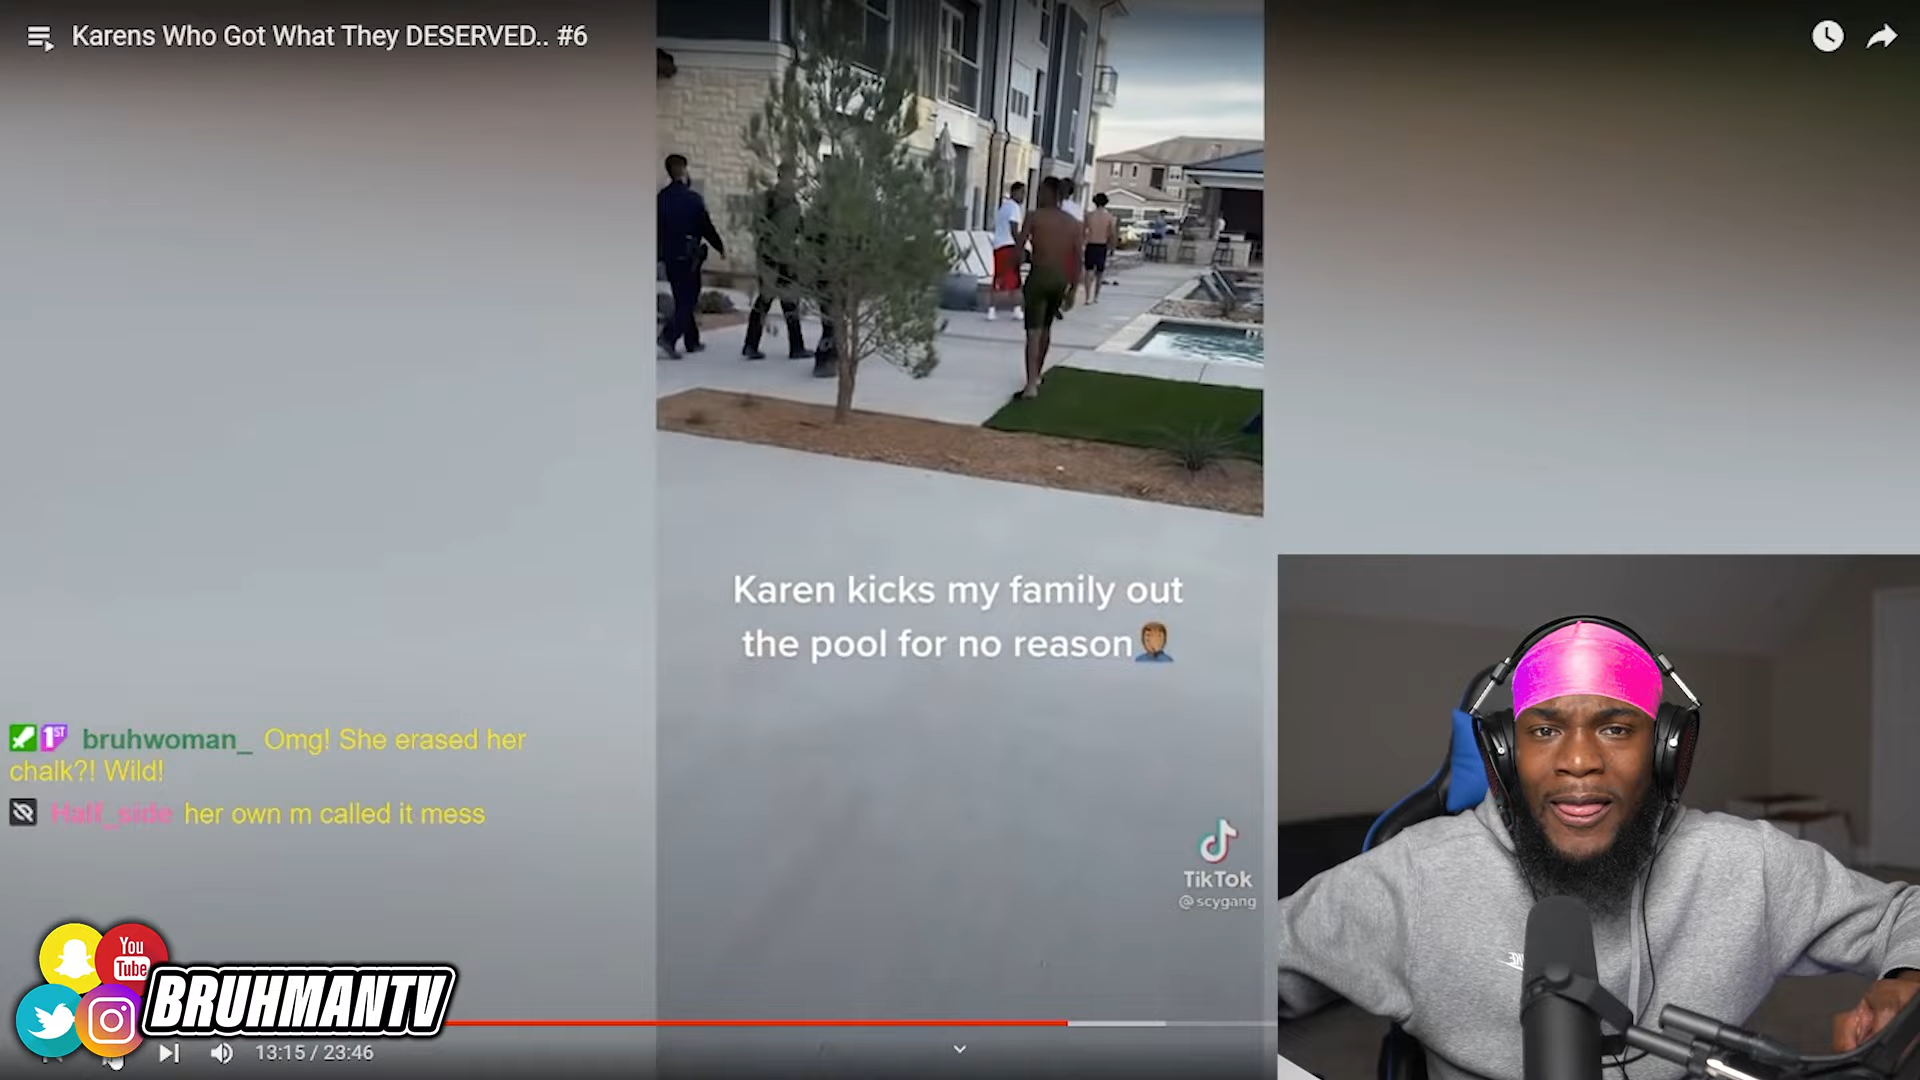 Karens Who Got What They DESERVED.. #6
Karen kicks my family out
the pool for no reason
1ST bruhwoman_ Omg! She erased her
chalk?! Wild!
Half_side her own m called it mess
TikTok
@scygang
You
Tube
BRUHMANTV
13:15 / 23:46